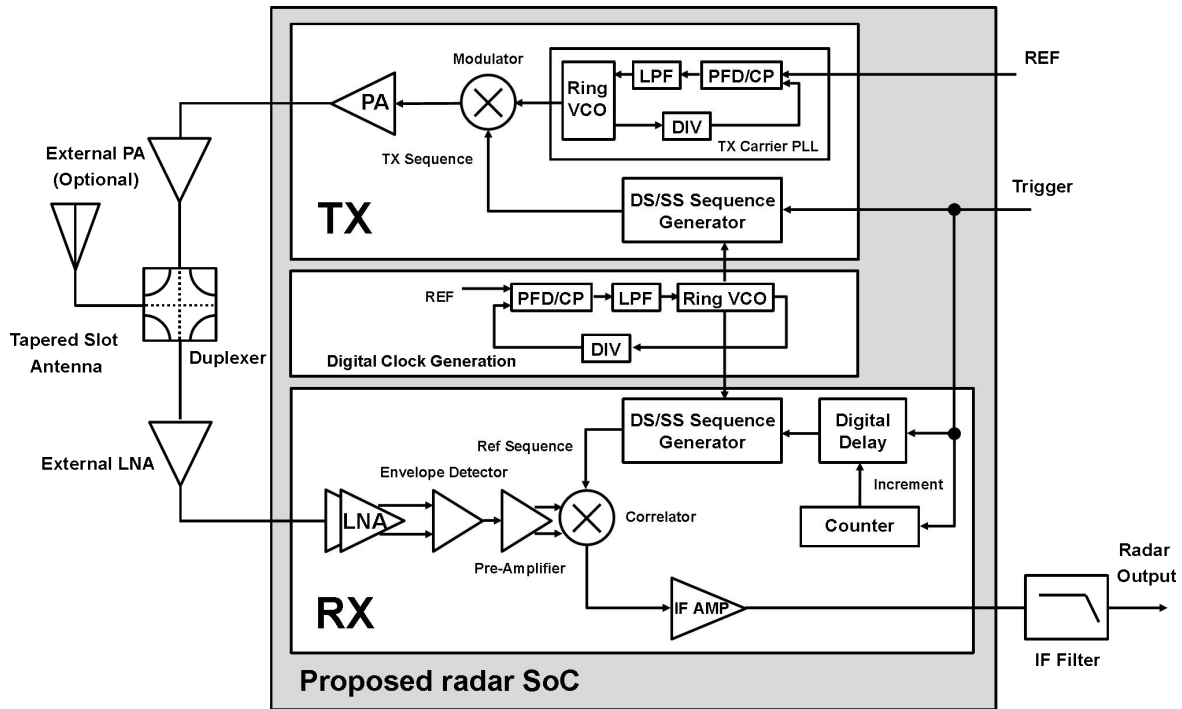 Modulator
PA
Ring
VCO
LPF
PFD/CP
DIV
TX Carrier PLL
REF
External PA
(Optional)
TX Sequence
TX
DS/SS Sequence
Generator
Trigger
REF
PFD/CP
LPF
Ring VCO
DIV
Digital Clock Generation
Tapered Slot
Antenna
Duplexer
External LNA
DS/SS Sequence
Generator
Digital
Delay
Ref Sequence
Envelope Detector
Increment
LNA
Correlator
Counter
Pre-Amplifier
Radar
Output
RX
IF AMP
IF Filter
Proposed radar SoC